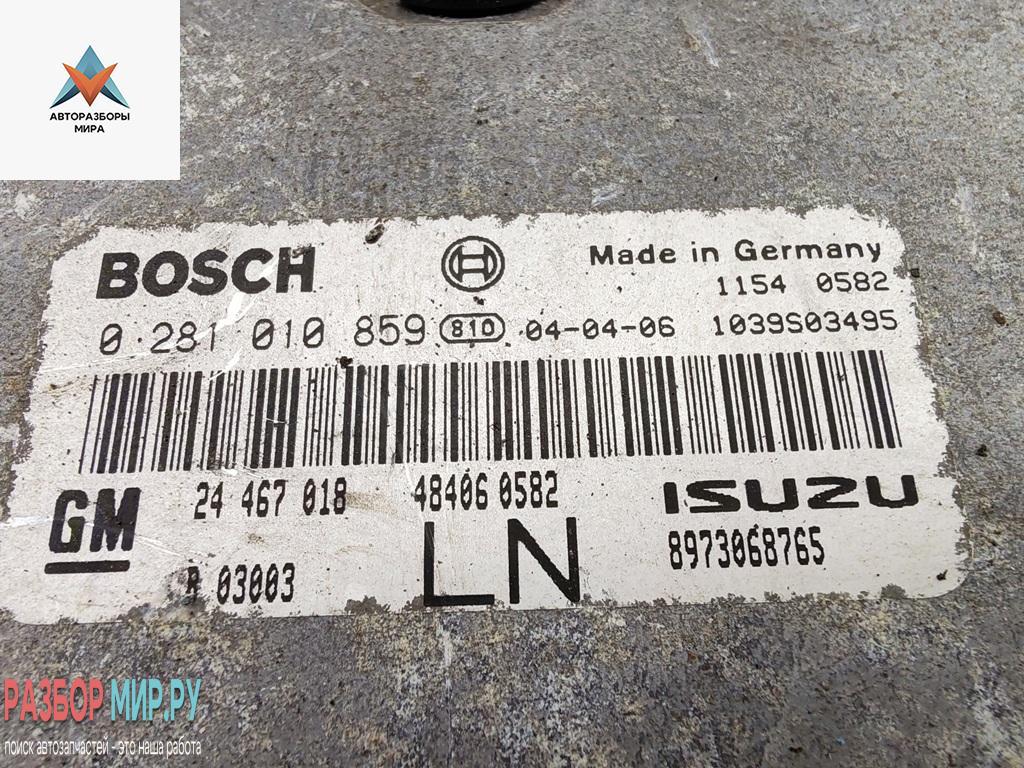 АВТОРАЗБОРЫ
МИРА
BOSCH
Made in Germany
1154 0582
0 281 010 859 810 04-04-06 1039S03495
GM
24 467 018 48406 0582
ISUZU
8973068765
03003
LN
РАЗБОР МИР.РУ
поиск автозапчастей - это наша работа